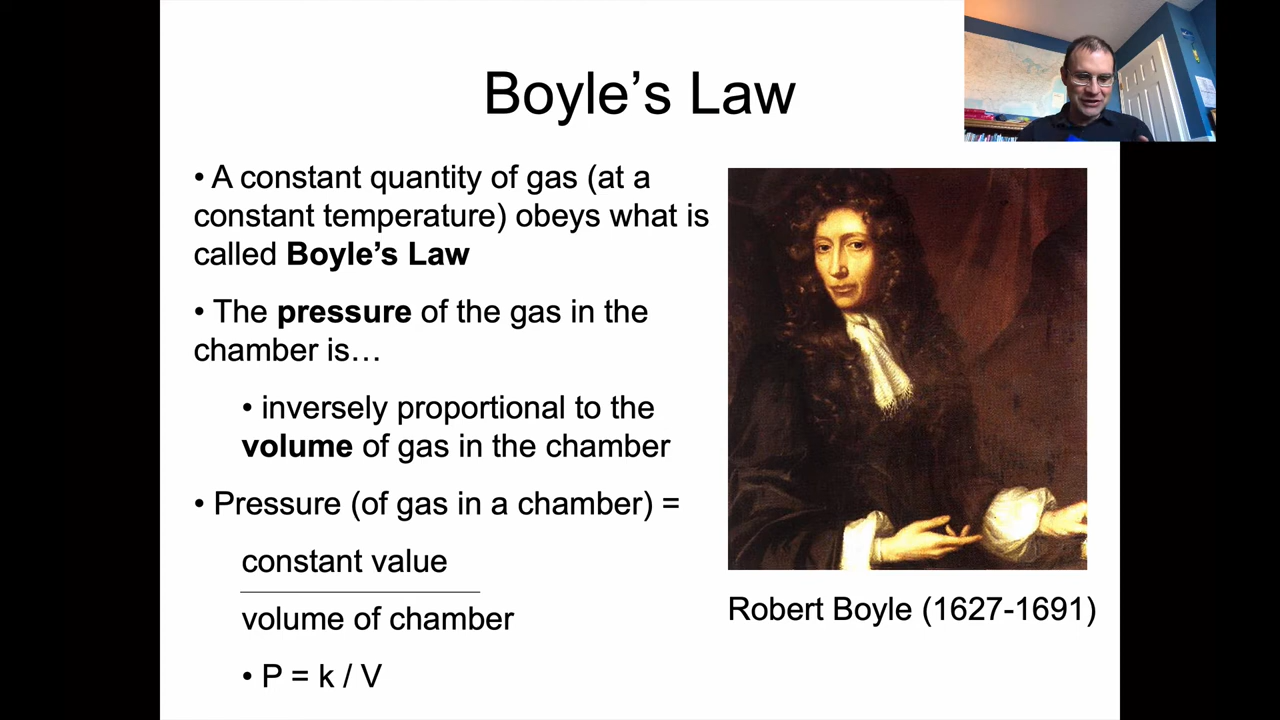 Boyle’s Law
• A constant quantity of gas (at a
constant temperature) obeys what is
called Boyle’s Law
• The pressure of the gas in the
chamber is…
• inversely proportional to the
volume of gas in the chamber
• Pressure (of gas in a chamber) =
constant value
volume of chamber
• P = k / V
Robert Boyle (1627-1691)